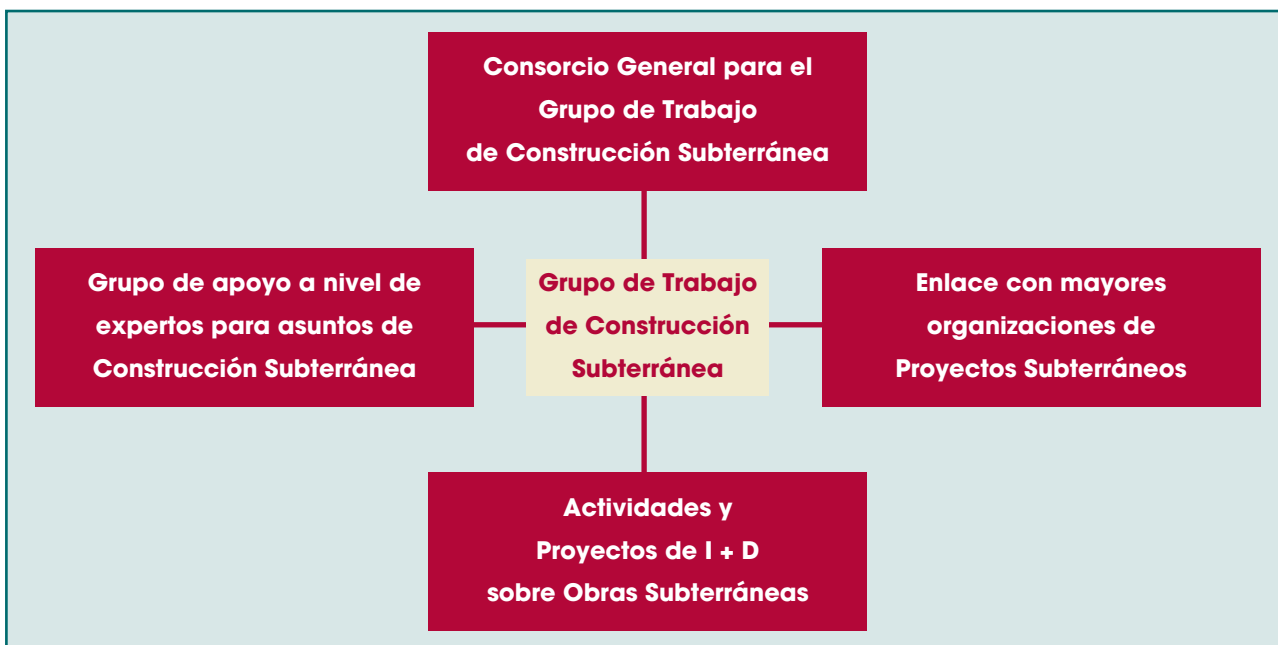 Consorcio General para el
Grupo de Trabajo
de Construcción Subterránea
Grupo de apoyo a nivel de
expertos para asuntos de
Construcción Subterránea
Grupo de Trabajo
de Construcción
Subterránea
Enlace con mayores
organizaciones de
Proyectos Subterráneos
Actividades y
Proyectos de I + D
sobre Obras Subterráneas